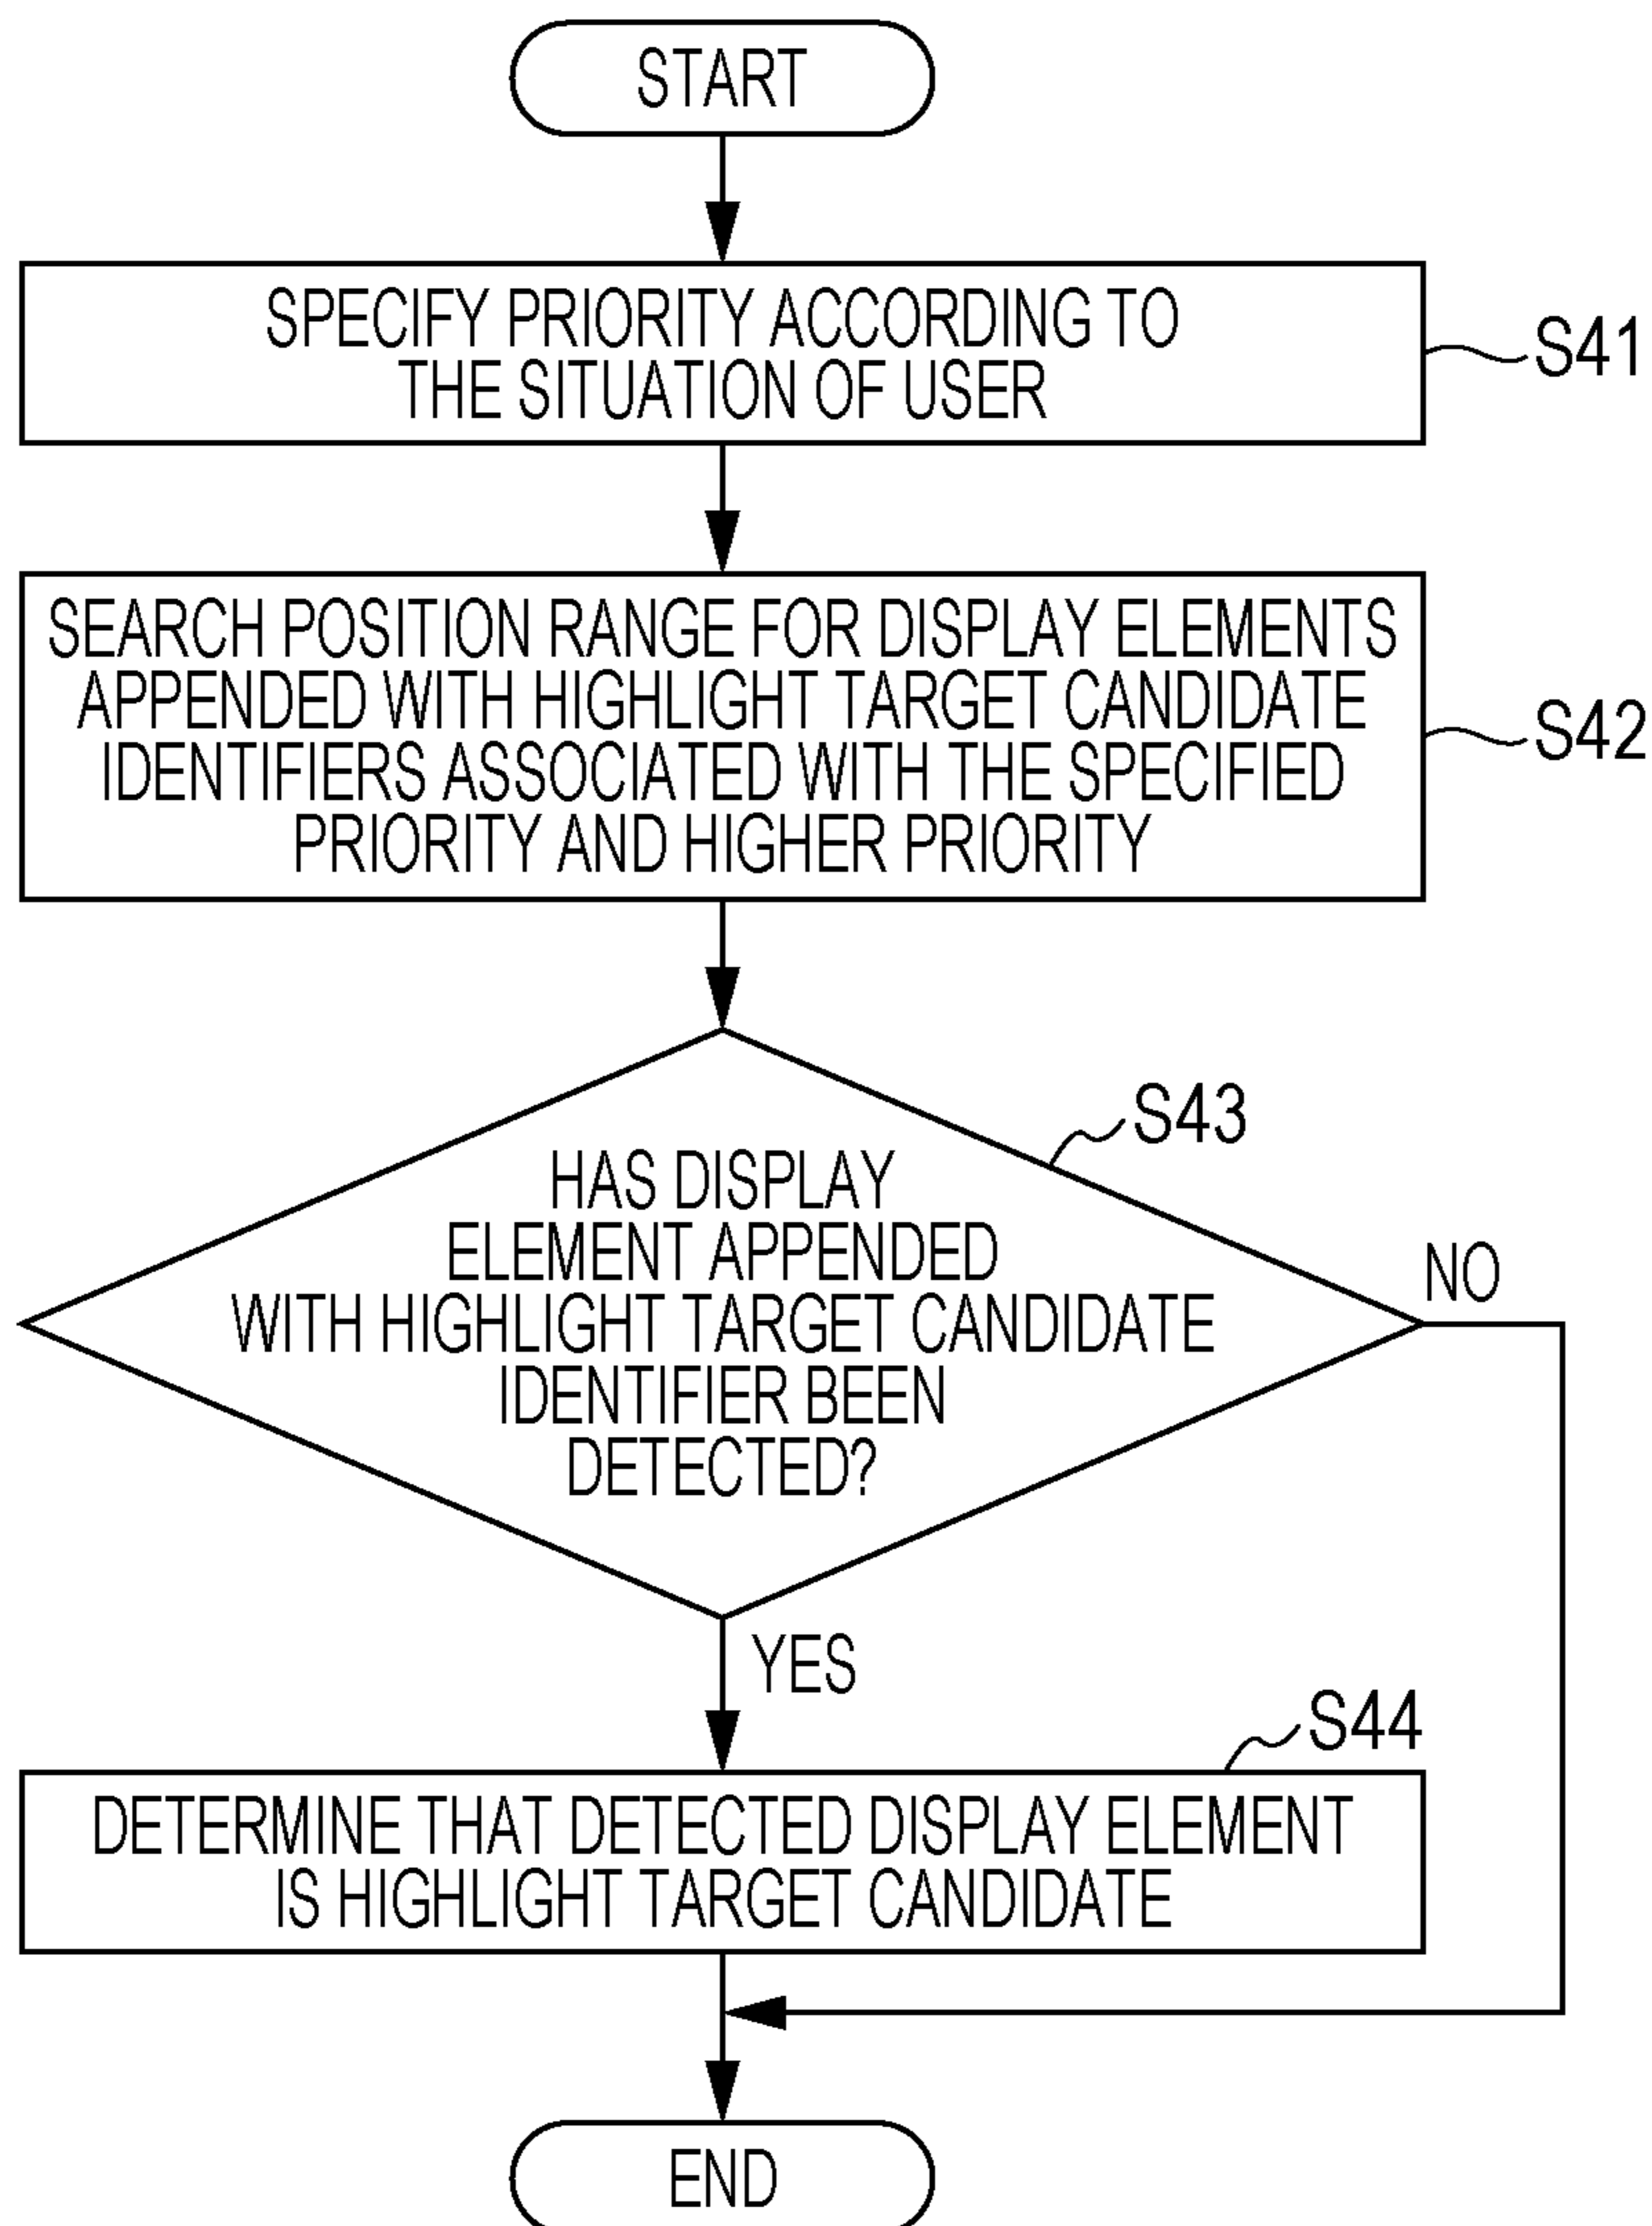 START
SPECIFY PRIORITY ACCORDING TO
THE SITUATION OF USER
S41
SEARCH POSITION RANGE FOR DISPLAY ELEMENTS
APPENDED WITH HIGHLIGHT TARGET CANDIDATE
IDENTIFIERS ASSOCIATED WITH THE SPECIFIED
PRIORITY AND HIGHER PRIORITY
S42
S43
HAS DISPLAY
ELEMENT APPENDED
WITH HIGHLIGHT TARGET CANDIDATE
IDENTIFIER BEEN
DETECTED?
NO
YES
S44
DETERMINE THAT DETECTED DISPLAY ELEMENT
IS HIGHLIGHT TARGET CANDIDATE
END